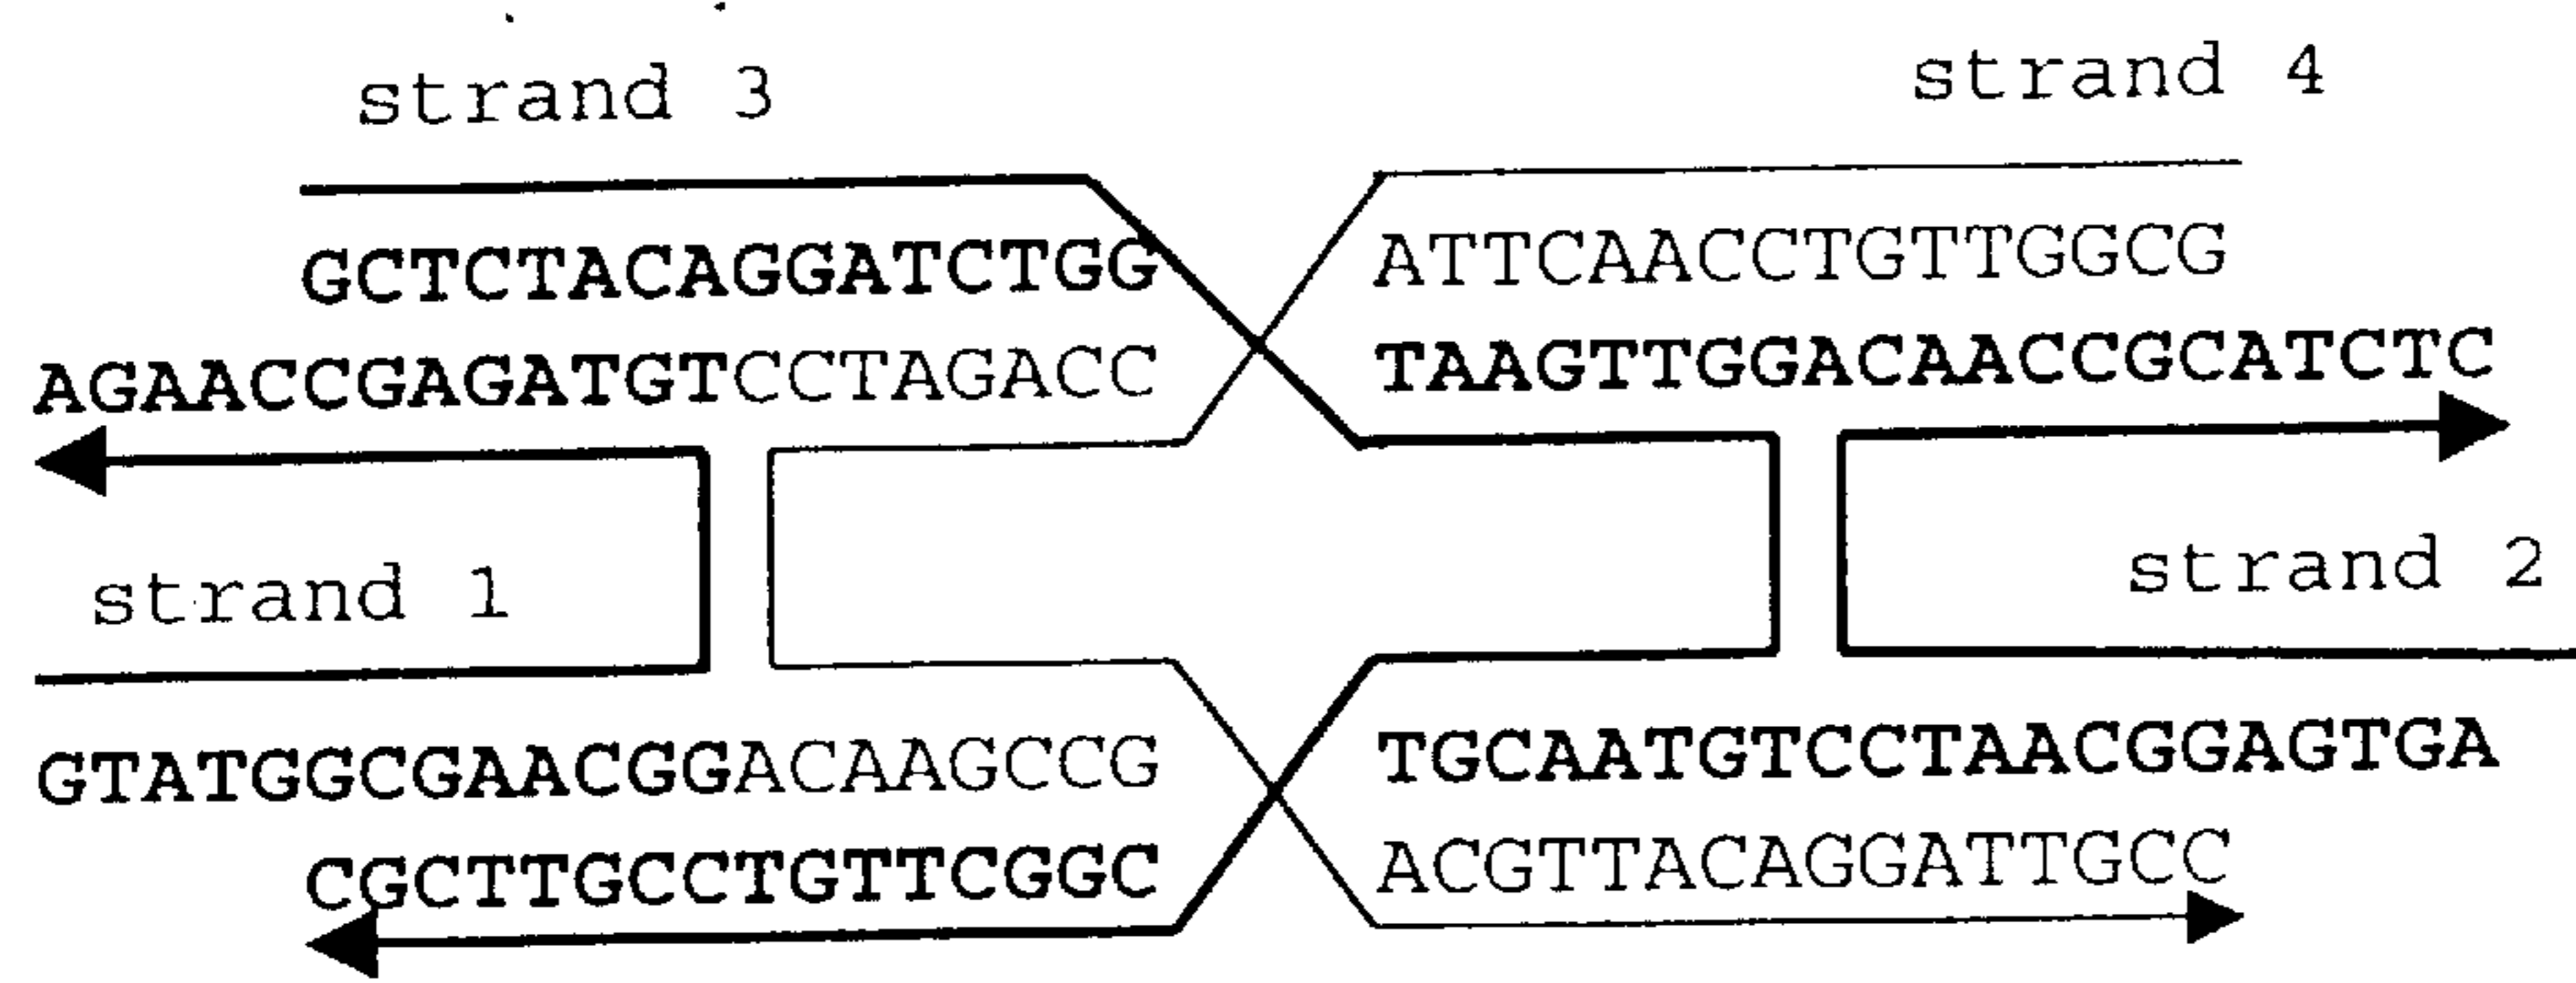 strand 3 strand 4
GCTCTACAGGATCTGG ATTCAACCTGTTGGCG
AGAACCGAGATGTCCTAGACC TAAGTTGGACAACCGCATCTC
strand 1 strand 2
GTATGGCGAACGGACAAGCCG TGCAATGTCCTAACGGAGTGA
CGCTTGCCTGTTCGGC ACGTTACAGGATTGCC